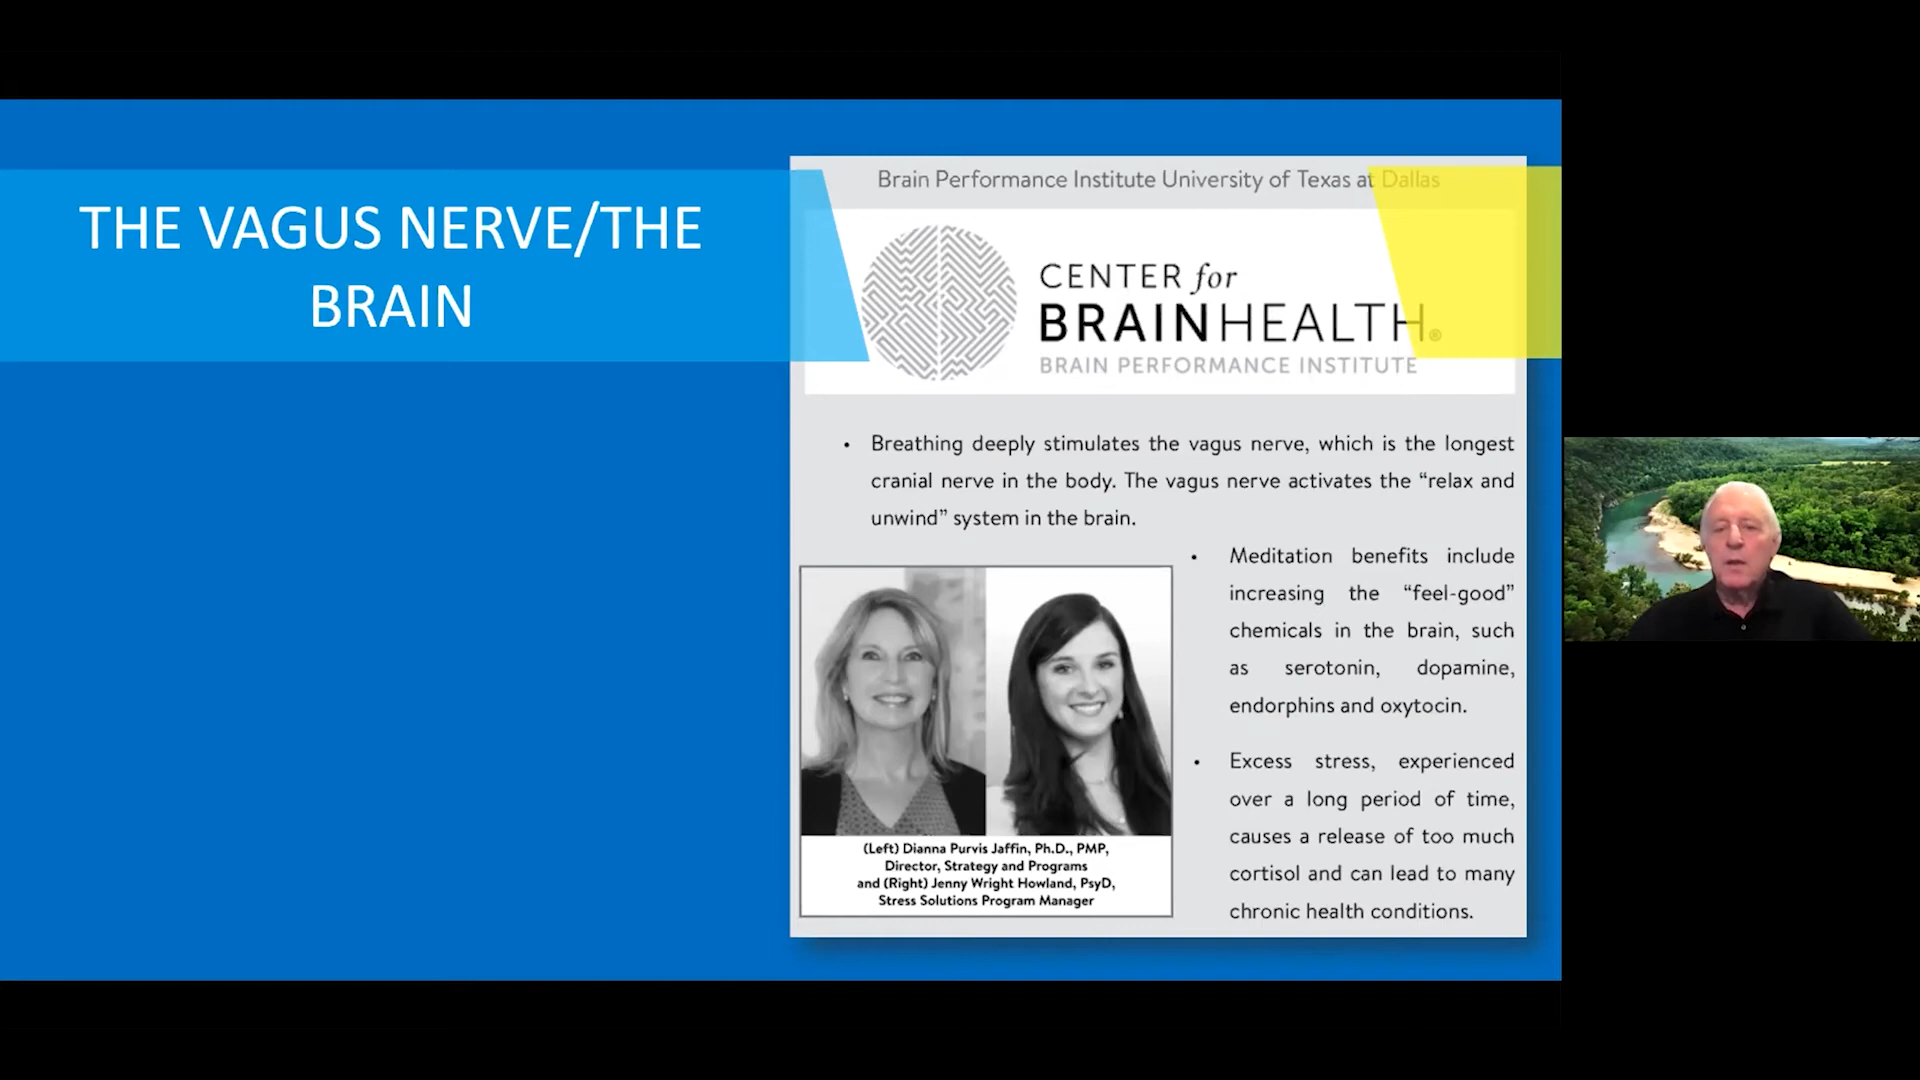 THE VAGUS NERVE/THE
BRAIN
Brain Performance Institute University of Texas at Dallas
CENTER for
BRAINHEALTH®
BRAIN PERFORMANCE INSTITUTE
• Breathing deeply stimulates the vagus nerve, which is the longest
cranial nerve in the body. The vagus nerve activates the “relax and
unwind” system in the brain.
• Meditation benefits include
increasing the “feel-good”
chemicals in the brain, such
as serotonin, dopamine,
endorphins and oxytocin.
• Excess stress, experienced
over a long period of time,
causes a release of too much
cortisol and can lead to many
chronic health conditions.
(Left) Dianna Purvis Jaffin, Ph.D., PMP,
Director, Strategy and Programs
and (Right) Jenny Wright Howland, PsyD,
Stress Solutions Program Manager